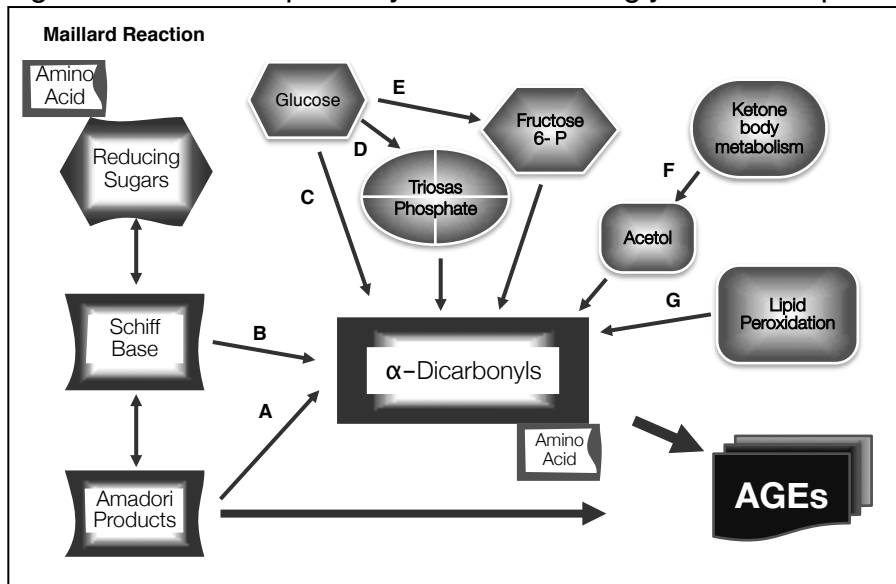 Maillard Reaction
Amino
Acid
Reducing
Sugars
Schiff
Base
Amadori
Products
A
B
C
D
E
Glucose
Fructose
6- P
Triosas
Phosphate
Ketone
body
metabolism
F
Acetol
G
Lipid
Peroxidation
α-Dicarbonyls
Amino
Acid
AGEs